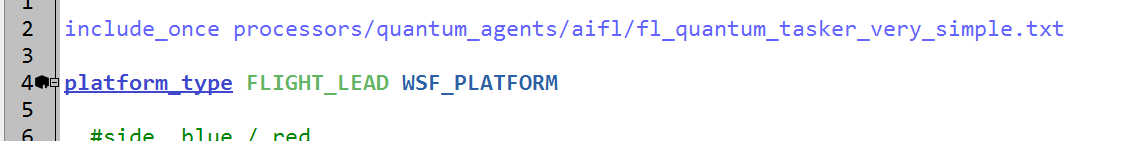 1
2 include_once processors/quantum_agents/aifl/fl_quantum_tasker_very_simple.txt
3
4 platform_type FLIGHT_LEAD WSF_PLATFORM
5
6 #side blue / red